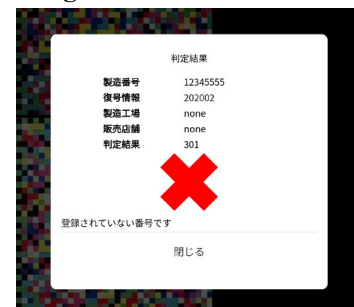 判定結果
製造番号 12345555
復号情報 202002
製造工場 none
販売店舗 none
判定結果 301
登録されていない番号です
閉じる